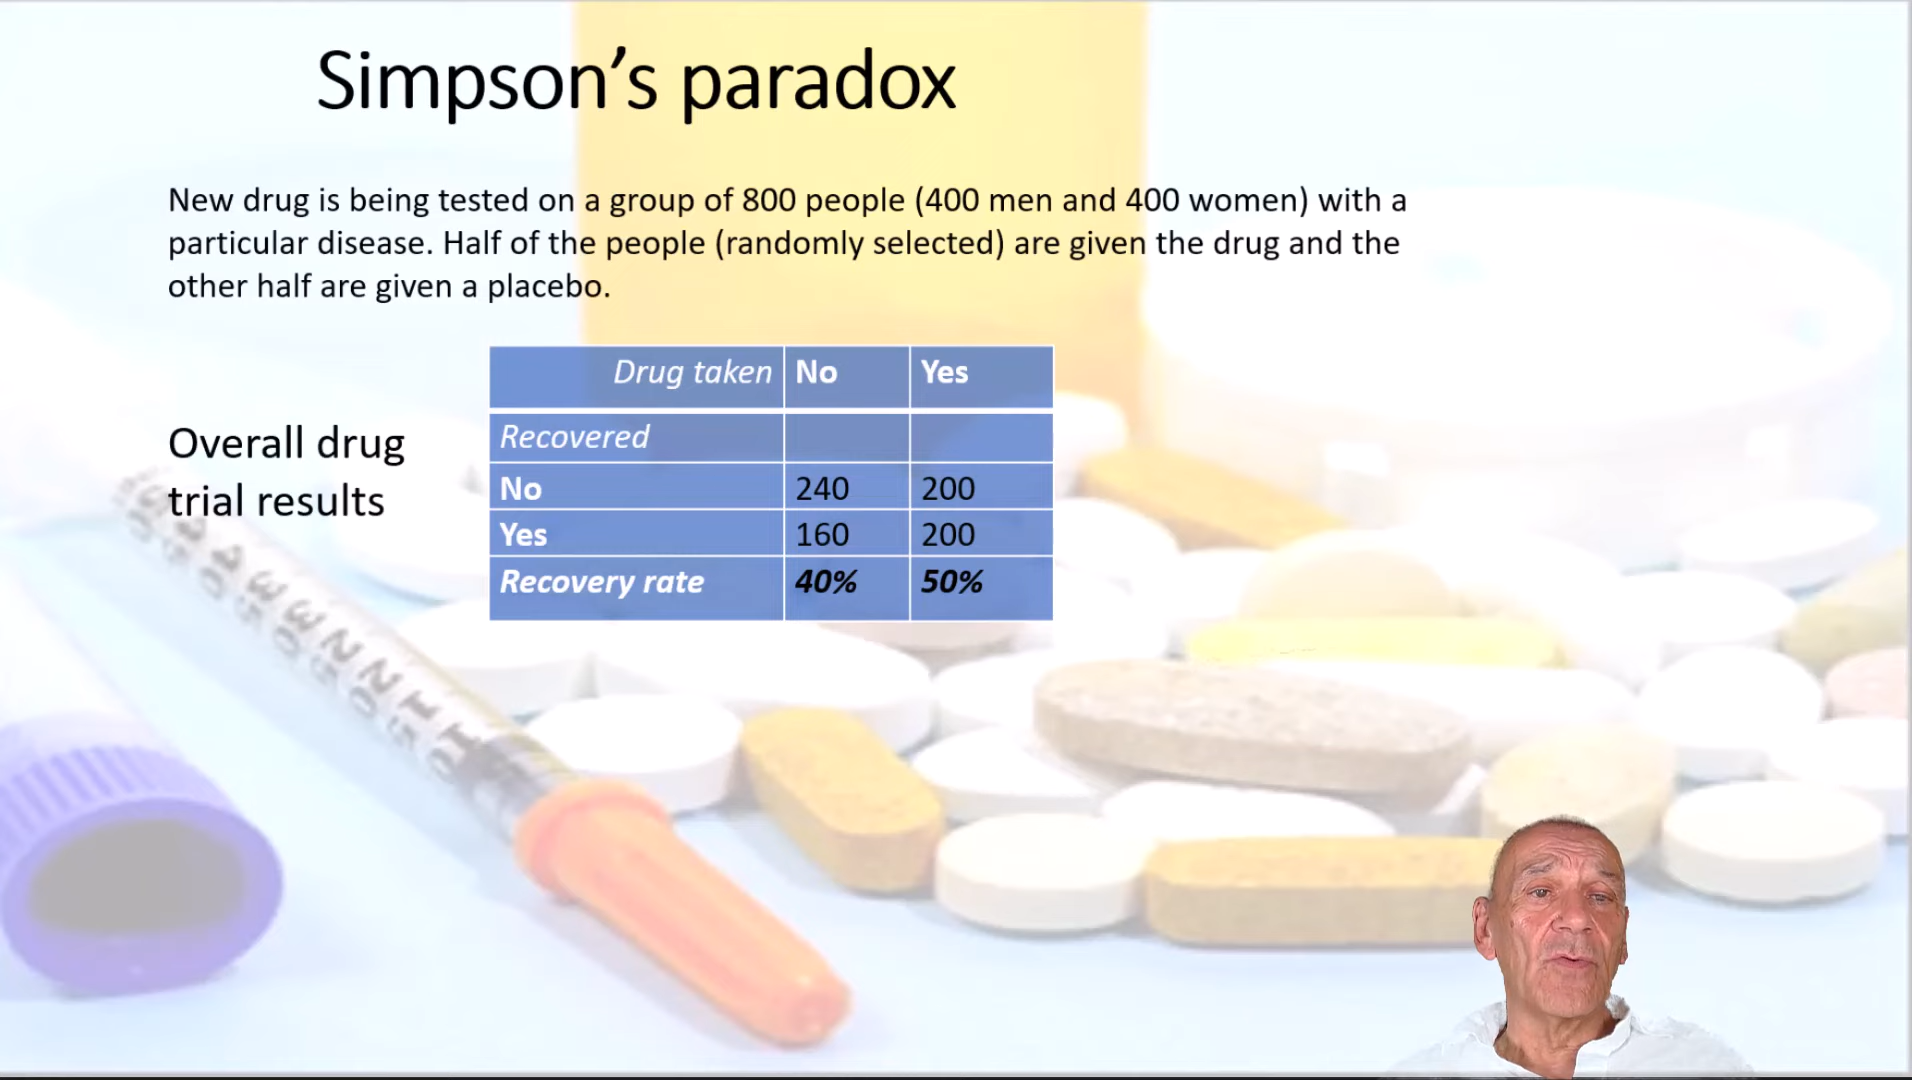 Simpson’s paradox
New drug is being tested on a group of 800 people (400 men and 400 women) with a
particular disease. Half of the people (randomly selected) are given the drug and the
other half are given a placebo.
Overall drug
trial results
Drug taken No Yes
Recovered
No 240 200
Yes 160 200
Recovery rate 40% 50%